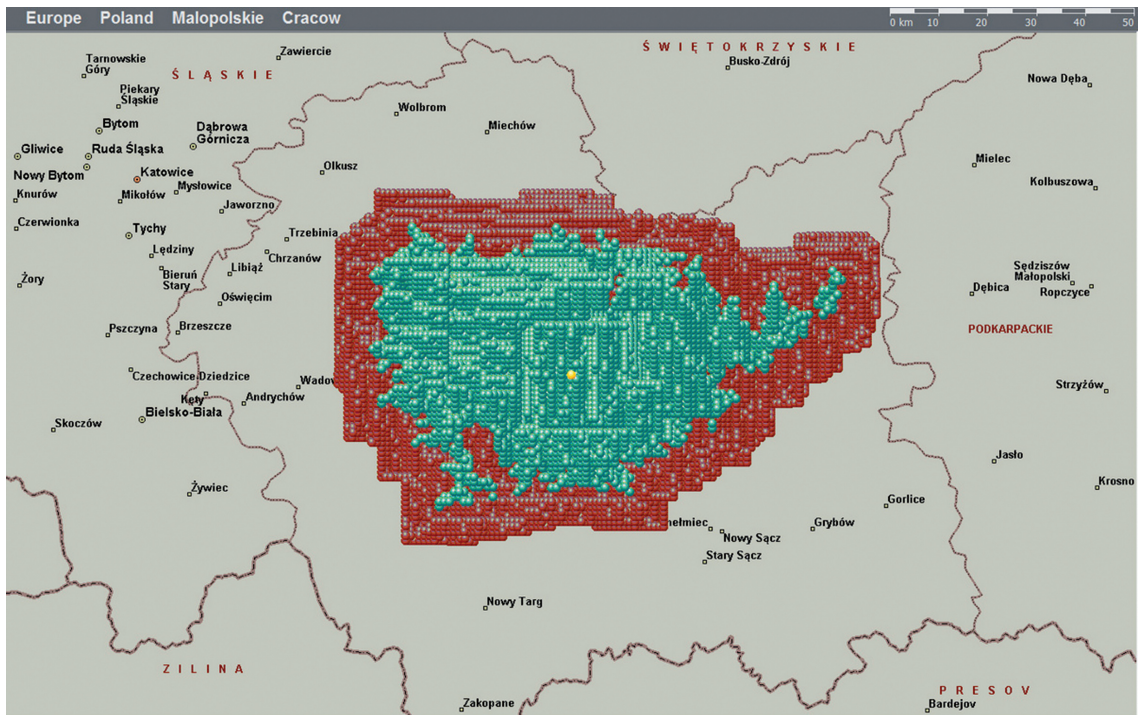 Europe Poland Malopolskie Cracow
0 km 10 20 30 40 50
Zawiercie
ŚWIĘTOKRZYSKIE
Tarnowskie
Góry
ŚLĄSKIE
Busko-Zdrój
Nowa Dęba
Piekary
Śląskie
Wolbrom
Bytom
Dąbrowa
Górnicza
Miechów
Gliwice
Ruda Śląska
Mielec
Nowy Bytom
Katowice
Olkusz
Kolbuszowa
Knurów
Mikołów
Mysłowice
Jaworzno
Czerwionka
Tychy
Trzebinia
Lędziny
Chrzanów
Żory
Bieruń
Stary
Libiąż
Sędziszów
Małopolski
Ropczyce
Dębica
Oświęcim
Pszczyna
Brzeszcze
PODKARPACKIE
Czechowice-Dziedzice
Strzyżów
Kęty
Andrychów
Bielsko-Biała
Skoczów
Jasło
Żywiec
Krosno
Gorlice
Grybów
Nowy Sącz
Stary Sącz
Nowy Targ
ZILINA
Zakopane
PRESOV
Bardejov